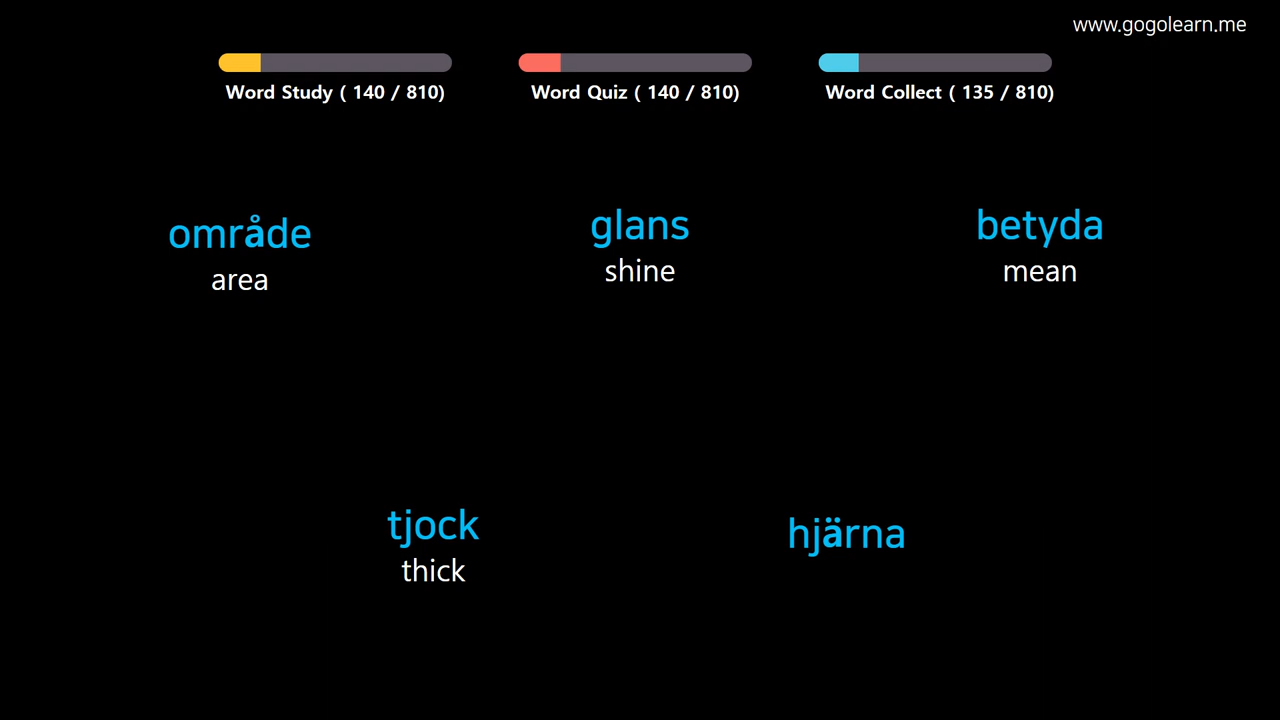 www.gogolearn.me
Word Study ( 140 / 810)
Word Quiz ( 140 / 810)
Word Collect ( 135 / 810)
område
area
glans
shine
betyda
mean
tjock
thick
hjärna